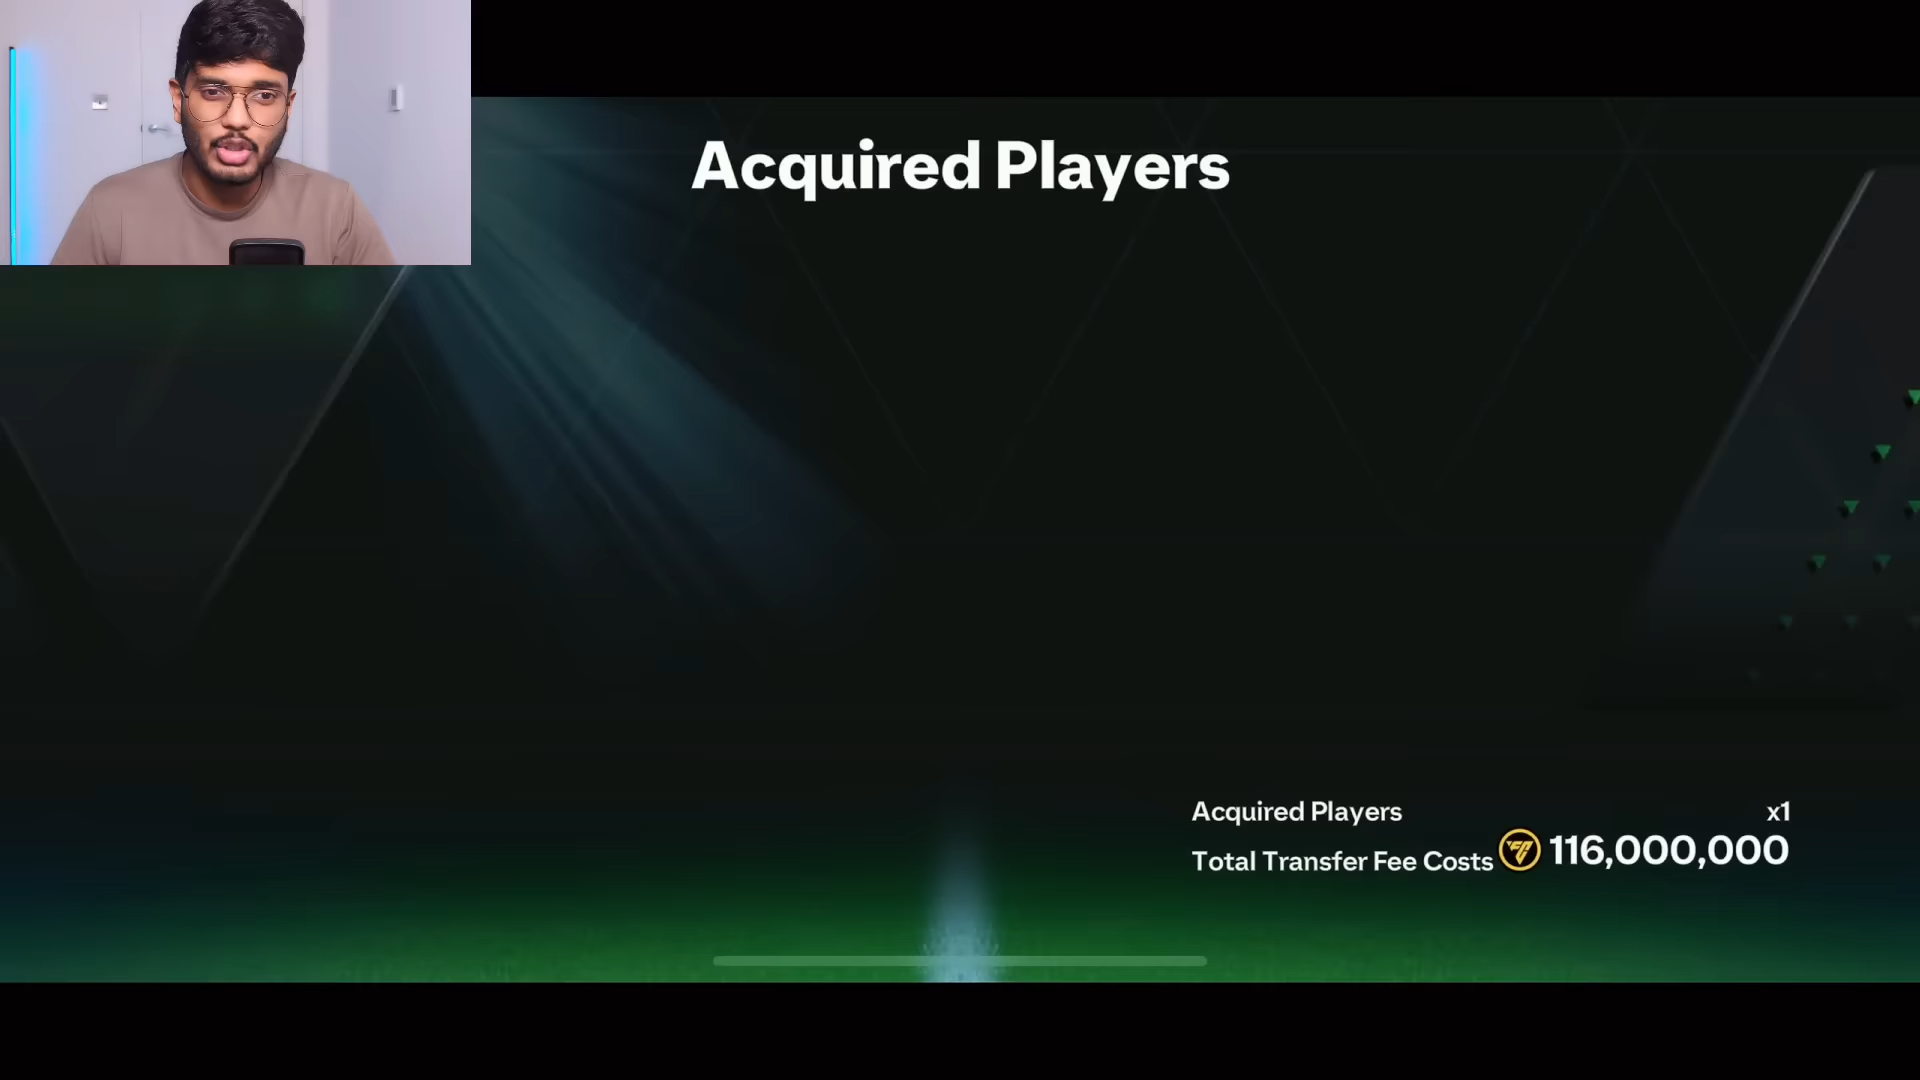 Acquired Players
Acquired Players x1
Total Transfer Fee Costs 116,000,000